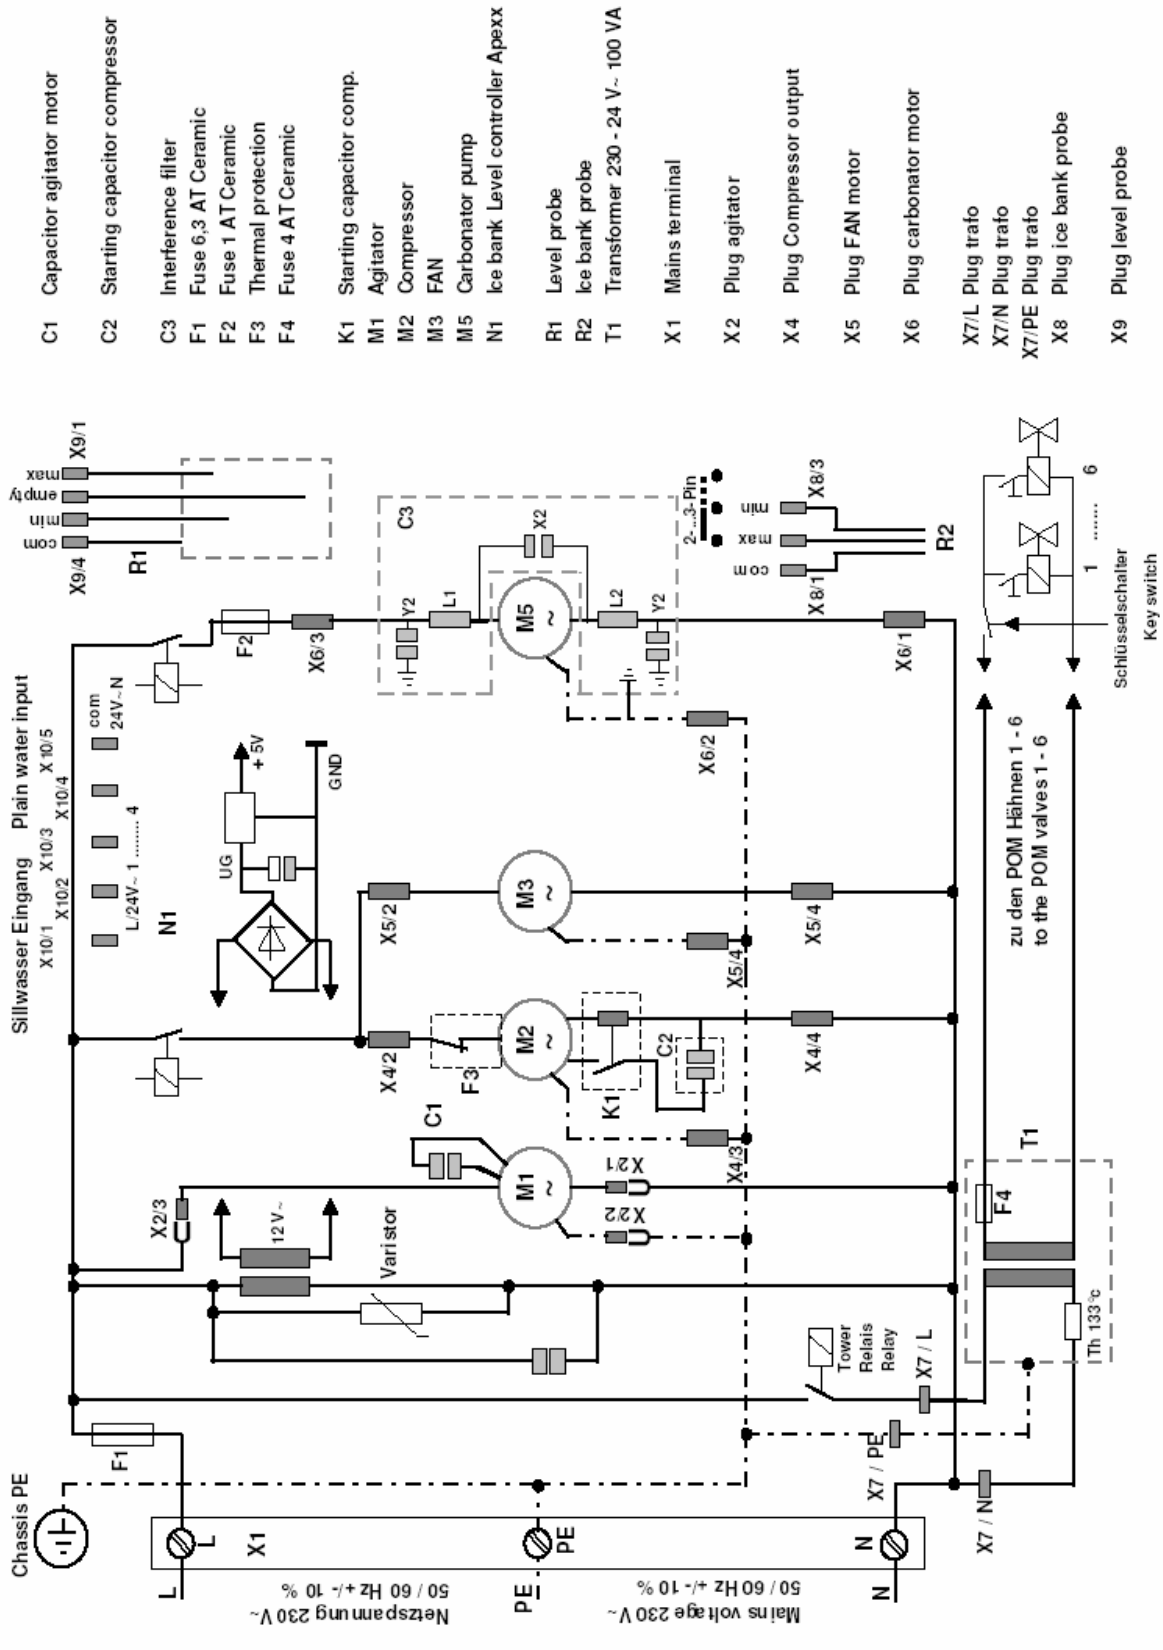 C1 Capacitor agitator motor
C2 Starting capacitor compressor
C3 Interference filter
F1 Fuse 6,3 AT Ceramic
F2 Fuse 1 AT Ceramic
F3 Thermal protection
F4 Fuse 4 AT Ceramic
K1 Starting capacitor comp.
M1 Agitator
M2 Compressor
M3 FAN
M5 Carbonator pump
N1 Ice bank Level controller Apexx
R1 Level probe
R2 Ice bank probe
T1 Transformer 230 - 24 V~ 100 VA
X1 Mains terminal
X2 Plug agitator
X4 Plug Compressor output
X5 Plug FAN motor
X6 Plug carbonator motor
X7/L Plug trafo
X7/N Plug trafo
X7/PE Plug trafo
X8 Plug ice bank probe
X9 Plug level probe
Sillwasser Eingang Plain water input
X10/1 X10/2 X10/3 X10/4 X10/5
L/24V~ 1 ........ 4
com
24V~N
N1
UG
+ 5V
GND
X9/4
X9/1
com
min
empty
max
R1
F2
X6/3
C3
Y2
L1
X2
M5
~
L2
Y2
X6/1
X6/2
2-...3-Pin
com
max
min
X8/1
X8/3
R2
X5/2
M3
~
X5/4
X5/4
X4/2
F3
M2
~
K1
C2
X4/4
X4/3
C1
M1
~
X2/3
X2/1
X2/2
12 V~
Varistor
Tower
Relais
Relay
X7 / L
X7 / PE
X7 / N
T1
F4
Th 133°c
zu den POM Hähnen 1 - 6
to the POM valves 1 - 6
1 ........ 6
Schlüsselschalter
Key switch
Chassis PE
F1
X1
L
L
PE
PE
N
N
Netzspannung 230 V~
50 / 60 Hz +/- 10 %
Mains voltage 230 V~
50 / 60 Hz +/- 10 %